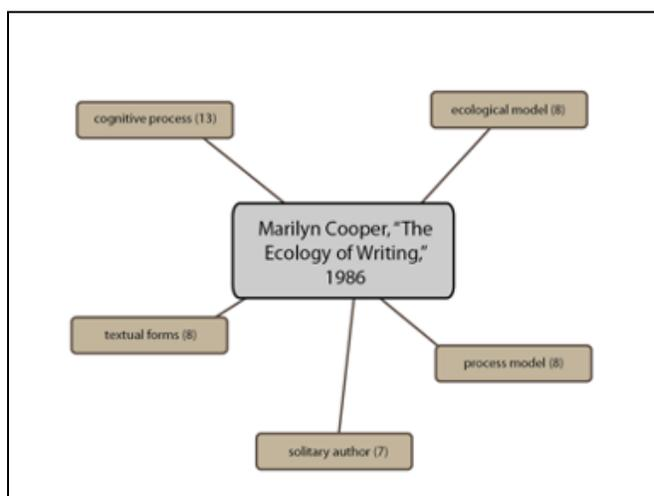 cognitive process (13)
ecological model (8)
Marilyn Cooper, “The
Ecology of Writing,”
1986
textual forms (8)
process model (8)
solitary author (7)